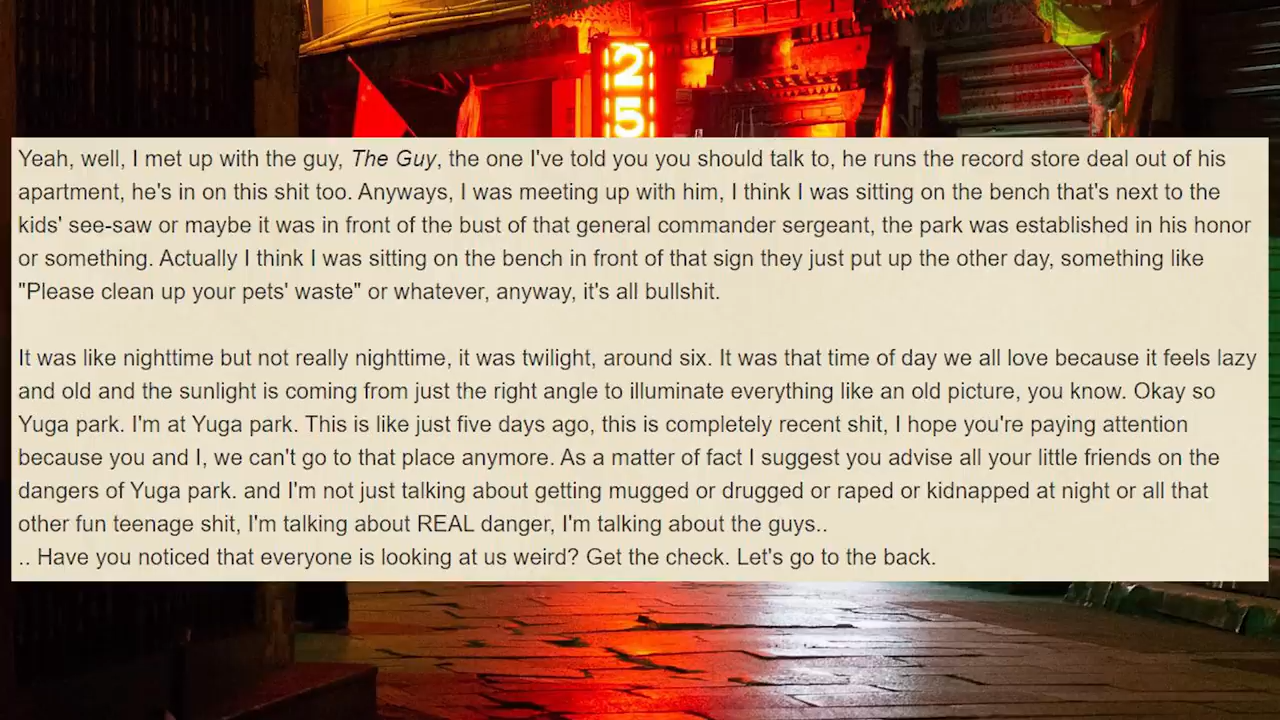 25
Yeah, well, I met up with the guy, The Guy, the one I've told you you should talk to, he runs the record store deal out of his
apartment, he's in on this shit too. Anyways, I was meeting up with him, I think I was sitting on the bench that's next to the
kids' see-saw or maybe it was in front of the bust of that general commander sergeant, the park was established in his honor
or something. Actually I think I was sitting on the bench in front of that sign they just put up the other day, something like
"Please clean up your pets' waste" or whatever, anyway, it's all bullshit.
It was like nighttime but not really nighttime, it was twilight, around six. It was that time of day we all love because it feels lazy
and old and the sunlight is coming from just the right angle to illuminate everything like an old picture, you know. Okay so
Yuga park. I'm at Yuga park. This is like just five days ago, this is completely recent shit, I hope you're paying attention
because you and I, we can't go to that place anymore. As a matter of fact I suggest you advise all your little friends on the
dangers of Yuga park. and I'm not just talking about getting mugged or drugged or raped or kidnapped at night or all that
other fun teenage shit, I'm talking about REAL danger, I'm talking about the guys..
.. Have you noticed that everyone is looking at us weird? Get the check. Let's go to the back.